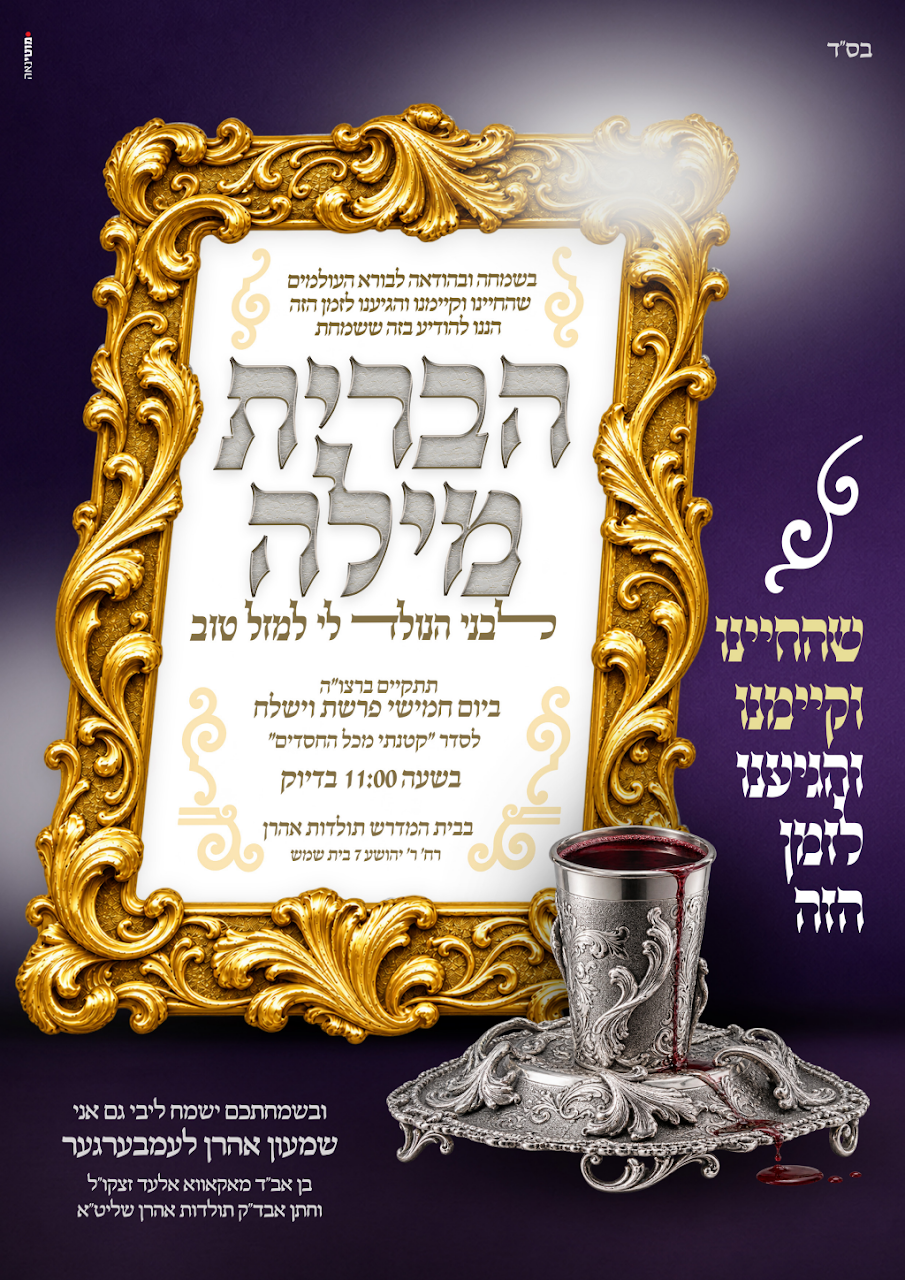 בס"ד
מוטינאה
בשמחה ובהודאה לבורא העולמים
שהחיינו וקיימנו והגיענו לזמן הזה
הננו להודיע בזה ששמחת
הברית
מילה
לבני הנולד לי למזל טוב
תתקיים ברצו"ה
ביום חמישי פרשת וישלח
לסדר "קטנתי מכל החסדים"
בשעה 11:00 בדיוק
בבית המדרש תולדות אהרן
רח' ר' יהושע 7 בית שמש
שהחיינו
וקיימנו
והגיענו
לזמן
הזה
ובשמחתכם ישמח ליבי גם אני
שמעון אהרן לעמבערגער
בן אב"ד מאקאווא אלעד זצקו"ל
וחתן אבד"ק תולדות אהרן שליט"א